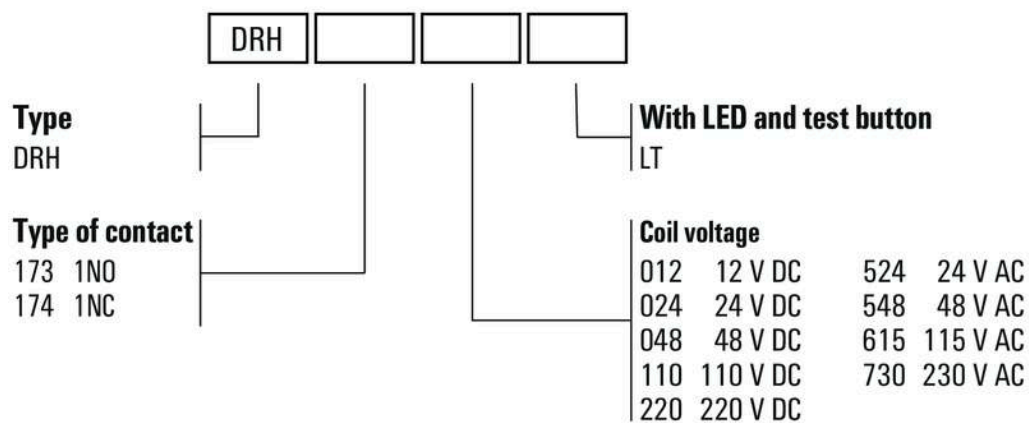 DRH
Type
DRH
With LED and test button
LT
Type of contact
173 1NO
174 1NC
Coil voltage
012 12 V DC 524 24 V AC
024 24 V DC 548 48 V AC
048 48 V DC 615 115 V AC
110 110 V DC 730 230 V AC
220 220 V DC